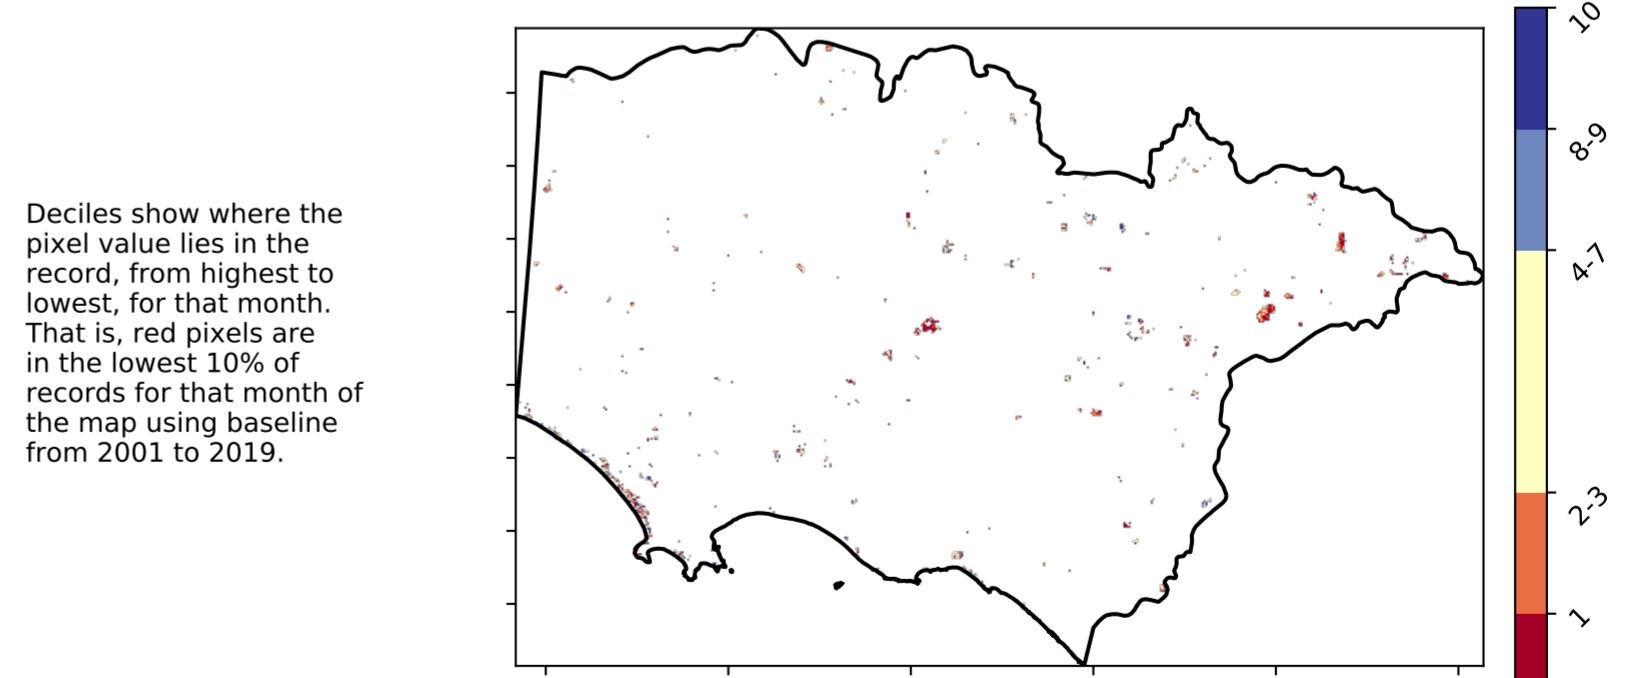 Deciles show where the
pixel value lies in the
record, from highest to
lowest, for that month.
That is, red pixels are
in the lowest 10% of
records for that month of
the map using baseline
from 2001 to 2019.
10
8-9
4-7
2-3
1